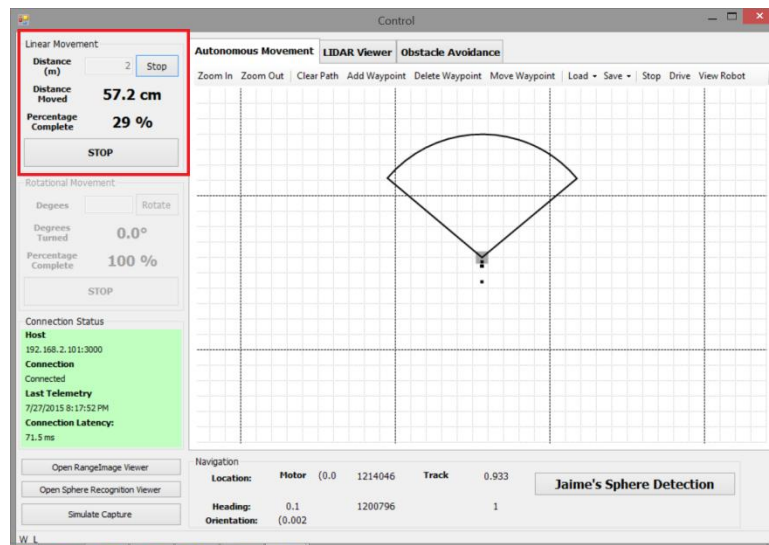 Control
Linear Movement
Distance (m) 2 Stop
Distance Moved 57.2 cm
Percentage Complete 29 %
STOP
Rotational Movement
Degees Rotate
Degrees Turned 0.0°
Percentage Complete 100 %
STOP
Connection Status
Host
192.168.2.101:3000
Connection
Connected
Last Telemetry
7/27/2015 8:17:52 PM
Connection Latency:
71.5 ms
Open RangeImage Viewer
Open Sphere Recognition Viewer
Simulate Capture
W L
Autonomous Movement LIDAR Viewer Obstacle Avoidance
Zoom In Zoom Out Clear Path Add Waypoint Delete Waypoint Move Waypoint Load Save Stop Drive View Robot
Navigation
Location: Motor (0.0 1214046 Track 0.933
Heading: 0.1 1200796 1
Orientation: (0.002
Jaime's Sphere Detection